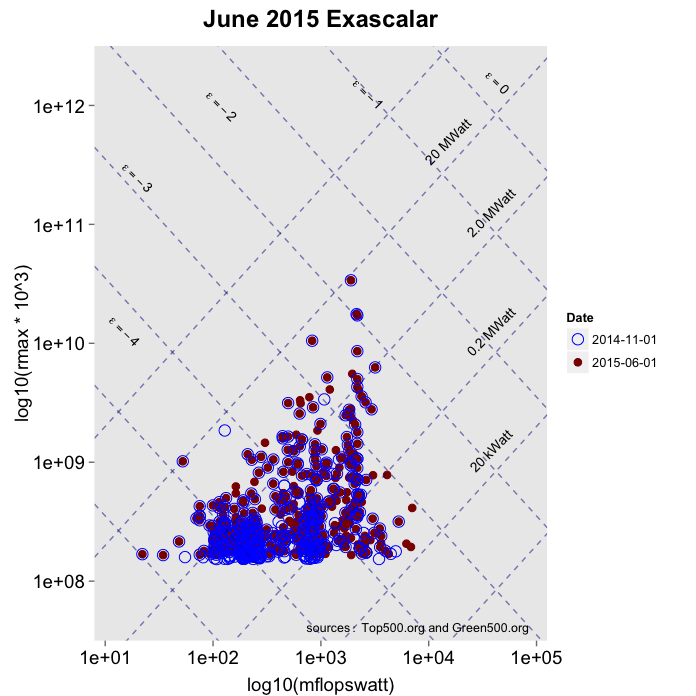 June 2015 Exascalar
log10(rmax * 10^3)
1e+12
1e+11
1e+10
1e+09
1e+08
ε = −4
ε = −3
ε = −2
ε = −1
ε = 0
20 MWatt
2.0 MWatt
0.2 MWatt
20 kWatt
sources : Top500.org and Green500.org
1e+01 1e+02 1e+03 1e+04 1e+05
log10(mflopswatt)
Date
2014-11-01
2015-06-01